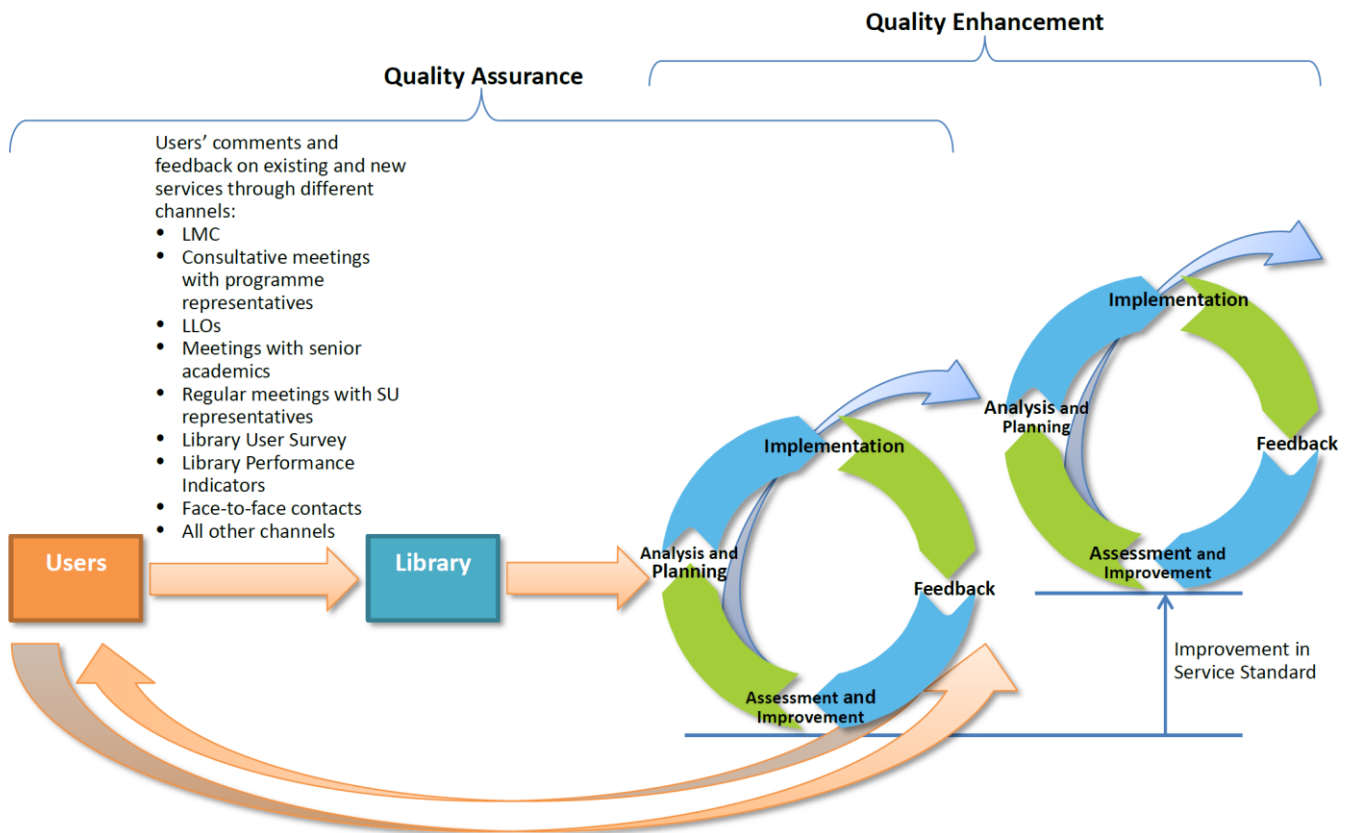 Quality Enhancement
Quality Assurance
Users’ comments and
feedback on existing and new
services through different
channels:
• LMC
• Consultative meetings
with programme
representatives
• LLOs
• Meetings with senior
academics
• Regular meetings with SU
representatives
• Library User Survey
• Library Performance
Indicators
• Face-to-face contacts
• All other channels
Users
Library
Implementation
Analysis and
Planning
Feedback
Assessment and
Improvement
Implementation
Analysis and
Planning
Feedback
Assessment and
Improvement
Improvement in
Service Standard